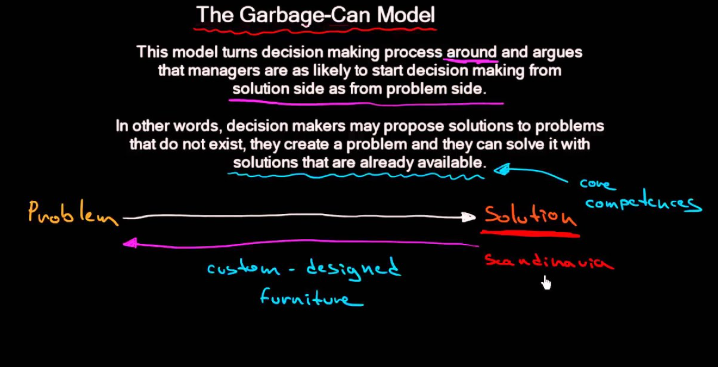 The Garbage-Can Model
This model turns decision making process around and argues
that managers are as likely to start decision making from
solution side as from problem side.
In other words, decision makers may propose solutions to problems
that do not exist, they create a problem and they can solve it with
solutions that are already available.
core
competences
Problem
Solution
Scandinavia
custom-designed
furniture